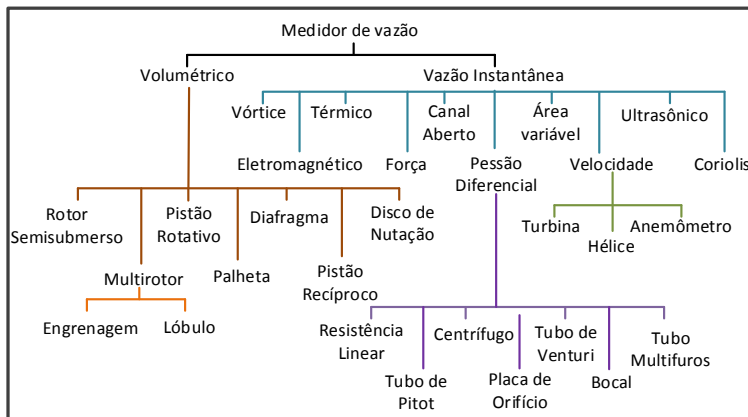 Medidor de vazão
Volumétrico
Vazão Instantânea
Vórtice
Térmico
Canal
Aberto
Área
variável
Ultrasônico
Eletromagnético
Força
Pessão
Diferencial
Velocidade
Coriolis
Rotor
Semisubmerso
Pistão
Rotativo
Diafragma
Disco de
Nutação
Turbina
Anemômetro
Hélice
Multirotor
Palheta
Pistão
Recíproco
Engrenagem
Lóbulo
Resistência
Linear
Centrífugo
Tubo de
Venturi
Tubo
Multifuros
Tubo de
Pitot
Placa de
Orifício
Bocal